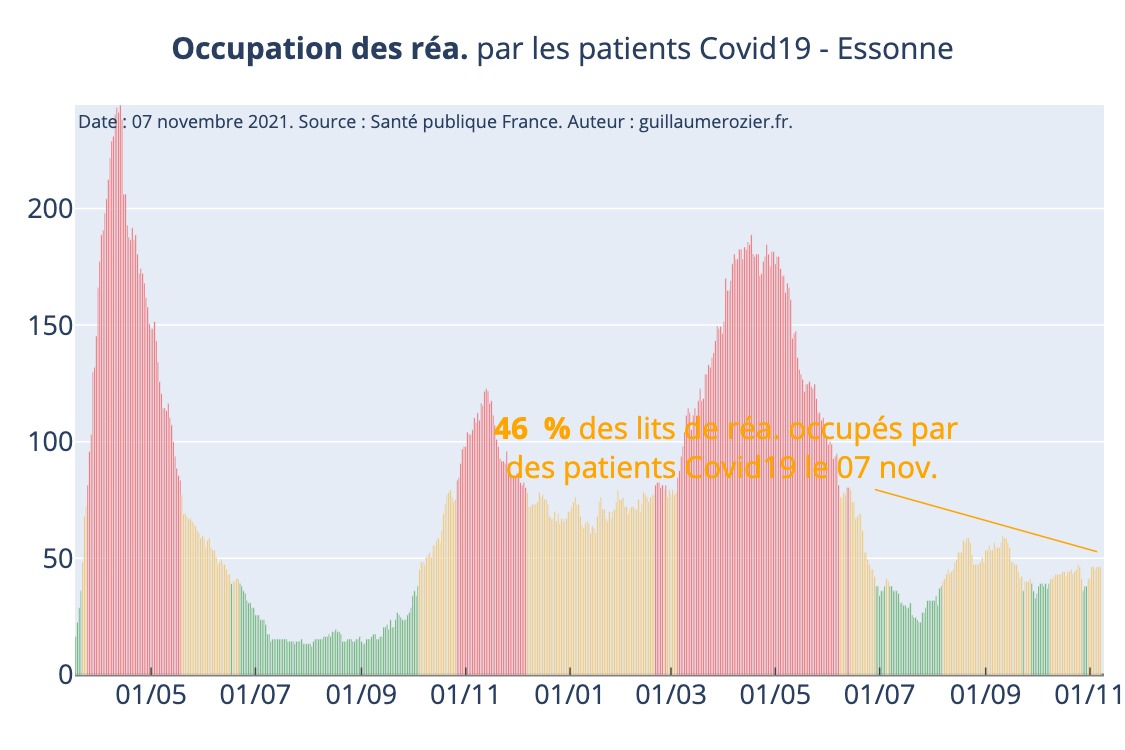 Occupation des réa. par les patients Covid19 - Essonne
Date : 07 novembre 2021. Source : Santé publique France. Auteur : guillaumerozier.fr.
200
150
100
50
0
46 % des lits de réa. occupés par
des patients Covid19 le 07 nov.
01/05 01/07 01/09 01/11 01/01 01/03 01/05 01/07 01/09 01/11